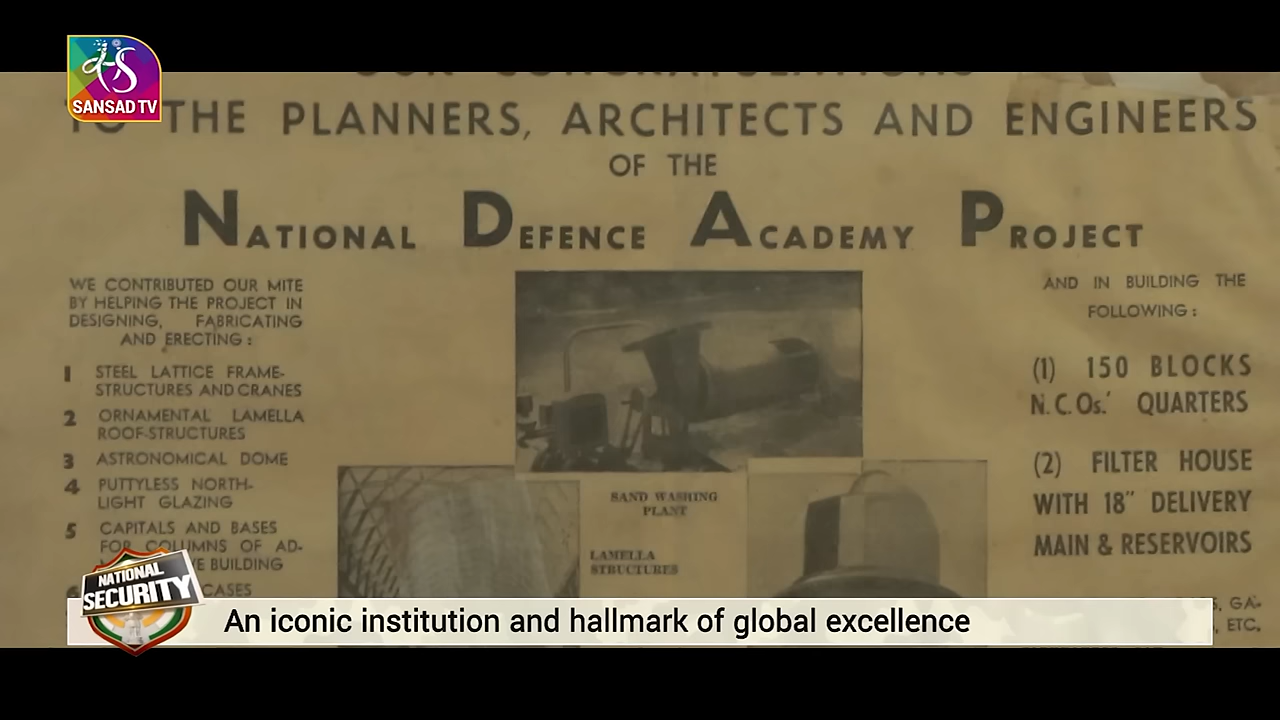 SANSAD TV
OUR CONGRATULATIONS
TO THE PLANNERS, ARCHITECTS AND ENGINEERS
OF THE
NATIONAL DEFENCE ACADEMY PROJECT
WE CONTRIBUTED OUR MITE
BY HELPING THE PROJECT IN
DESIGNING, FABRICATING
AND ERECTING :
1 STEEL LATTICE FRAME-
STRUCTURES AND CRANES
2 ORNAMENTAL LAMELLA
ROOF-STRUCTURES
3 ASTRONOMICAL DOME
4 PUTTYLESS NORTH-
LIGHT GLAZING
5 CAPITALS AND BASES
FOR COLUMNS OF AD-
BUILDING
SAND WASHING
PLANT
LAMELLA
STRUCTURES
AND IN BUILDING THE
FOLLOWING :
(1) 150 BLOCKS
N.C.Os.' QUARTERS
(2) FILTER HOUSE
WITH 18" DELIVERY
MAIN & RESERVOIRS
ETC.
NATIONAL
SECURITY
An iconic institution and hallmark of global excellence